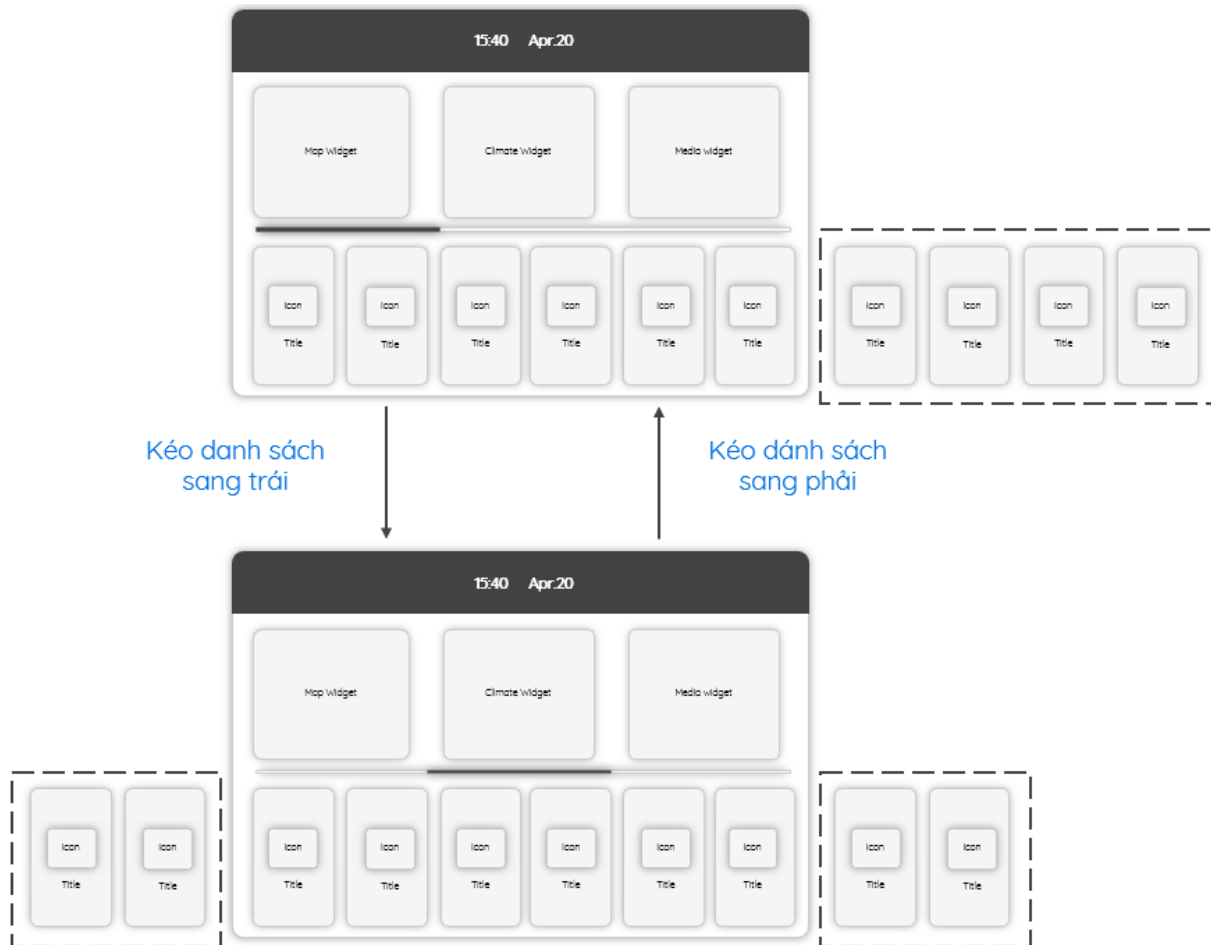 15:40 Apr.20
Map Widget Climate Widget Media widget
Icon Icon Icon Icon Icon Icon Icon Icon Icon Icon
Title Title Title Title Title Title Title Title Title Title
Kéo danh sách
sang trái
Kéo dánh sách
sang phải
15:40 Apr.20
Map Widget Climate Widget Media widget
Icon Icon Icon Icon Icon Icon Icon Icon Icon Icon
Title Title Title Title Title Title Title Title Title Title